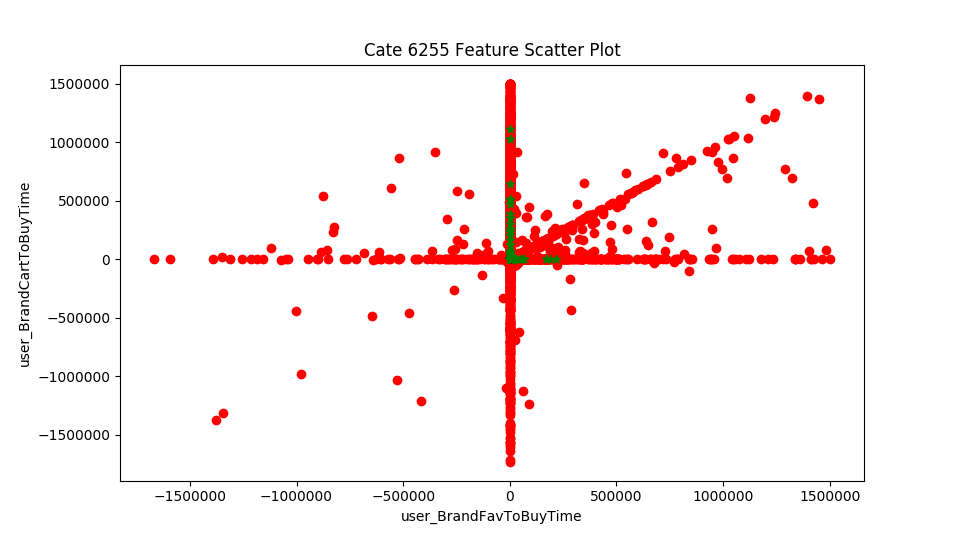 Cate 6255 Feature Scatter Plot
1500000
1000000
500000
0
−500000
−1000000
−1500000
user_BrandCartToBuyTime
−1500000 −1000000 −500000 0 500000 1000000 1500000
user_BrandFavToBuyTime